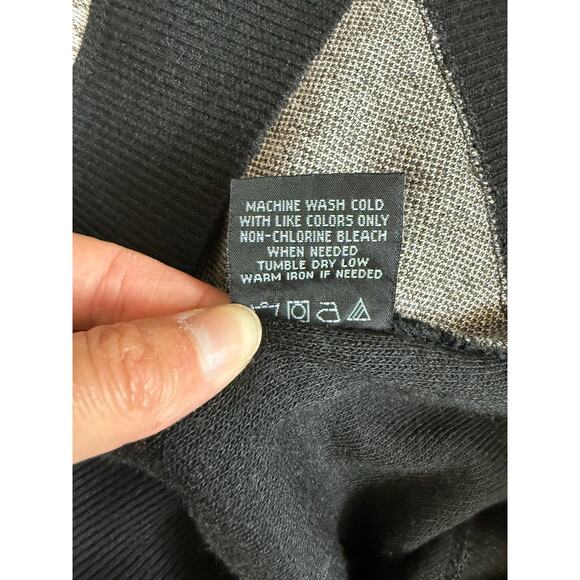 MACHINE WASH COLD
WITH LIKE COLORS ONLY
NON-CHLORINE BLEACH
WHEN NEEDED
TUMBLE DRY LOW
WARM IRON IF NEEDED